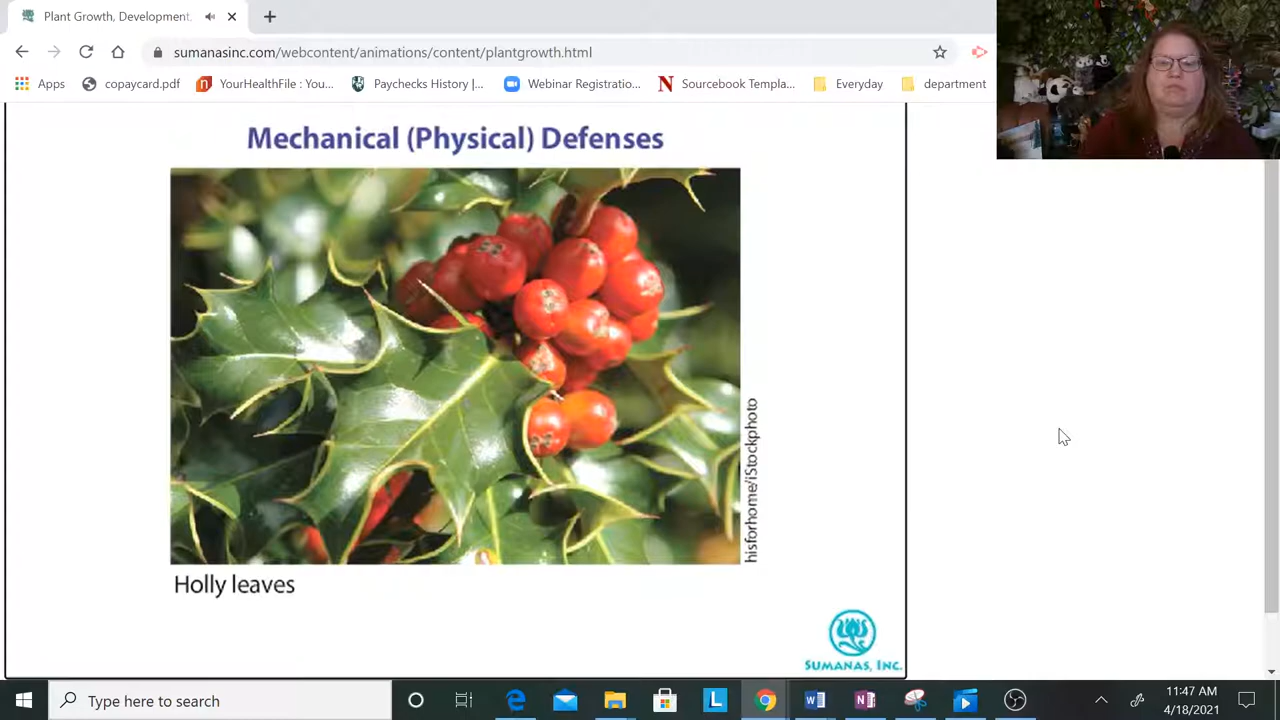 Plant Growth, Development,
sumanasinc.com/webcontent/animations/content/plantgrowth.html
Apps copaycard.pdf YourHealthFile : You... Paychecks History |... Webinar Registratio... Sourcebook Templa... Everyday department
Mechanical (Physical) Defenses
hisforhome/iStockphoto
Holly leaves
SUMANAS, INC.
Type here to search
11:47 AM
4/18/2021